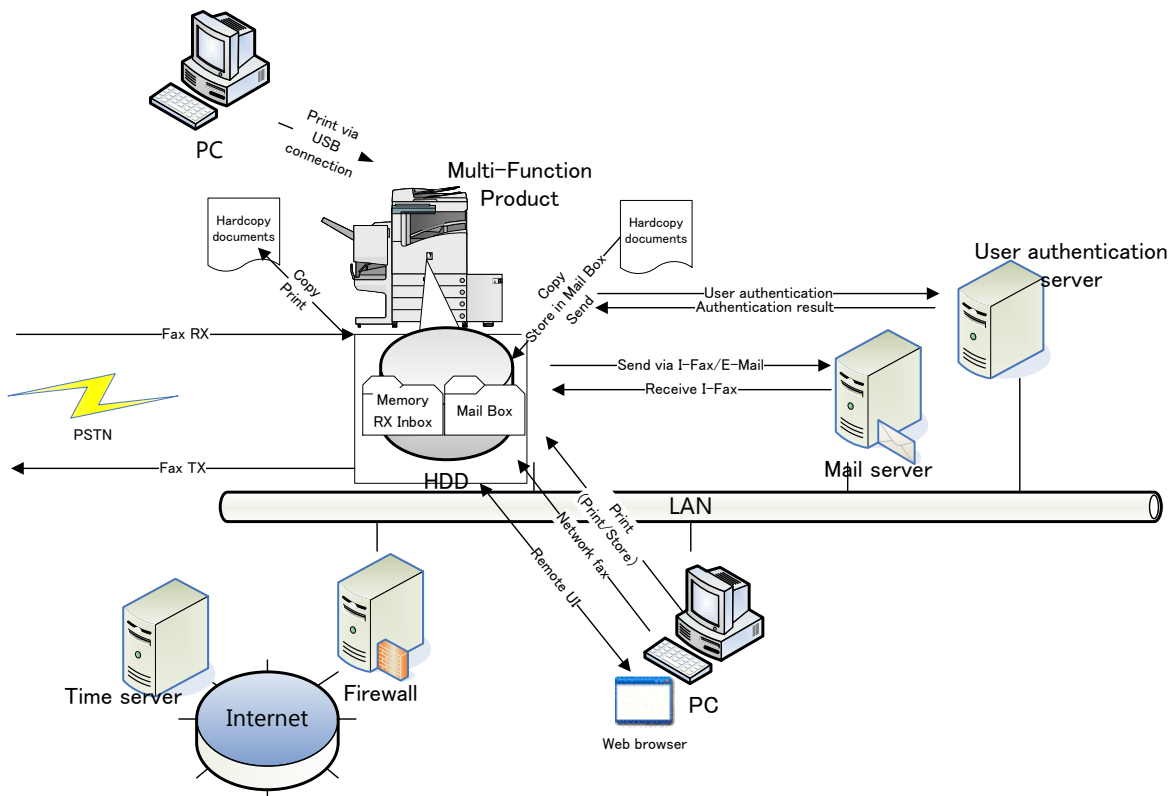 PC
Print via
USB
connection
Multi-Function
Product
Hardcopy
documents
Copy
Print
Hardcopy
documents
Copy
Store in Mail Box
Send
User authentication
server
User authentication
Authentication result
Fax RX
Send via I-Fax/E-Mail
Receive I-Fax
Memory
RX Inbox
Mail Box
PSTN
Fax TX
HDD
Mail server
LAN
Print
(Print/Store)
Network fax
Remote UI
Time server
Firewall
Internet
PC
Web browser